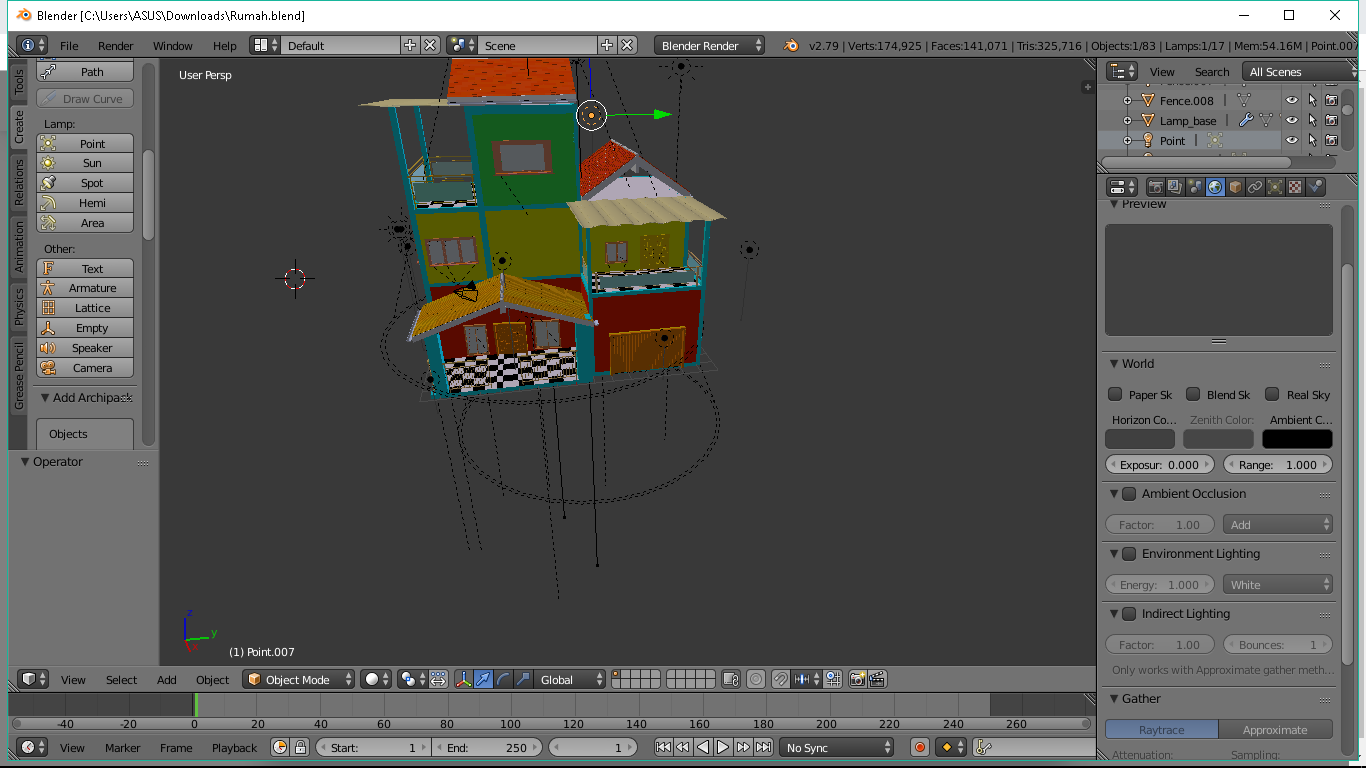 Blender [C:\Users\ASUS\Downloads\Rumah.blend]
File Render Window Help Default Scene Blender Render v2.79 | Verts:174,925 | Faces:141,071 | Tris:325,716 | Objects:1/83 | Lamps:1/17 | Mem:54.16M | Point.007
Tools
Create
Relations
Animation
Physics
Grease Pencil
Path
Draw Curve
Lamp:
Point
Sun
Spot
Hemi
Area
Other:
Text
Armature
Lattice
Empty
Speaker
Camera
Add Archipack
Objects
Operator
User Persp
z
y
x
(1) Point.007
View Select Add Object Object Mode Global
-40 -20 0 20 40 60 80 100 120 140 160 180 200 220 240 260
View Marker Frame Playback Start: 1 End: 250 1 No Sync
View Search All Scenes
Fence.008
Lamp_base
Point
Preview
World
Paper Sk Blend Sk Real Sky
Horizon Co... Zenith Color: Ambient C...
Exposur: 0.000 Range: 1.000
Ambient Occlusion
Factor: 1.00 Add
Environment Lighting
Energy: 1.000 White
Indirect Lighting
Factor: 1.00 Bounces: 1
Only works with Approximate gather meth...
Gather
Raytrace Approximate
Attenuation: Sampling: